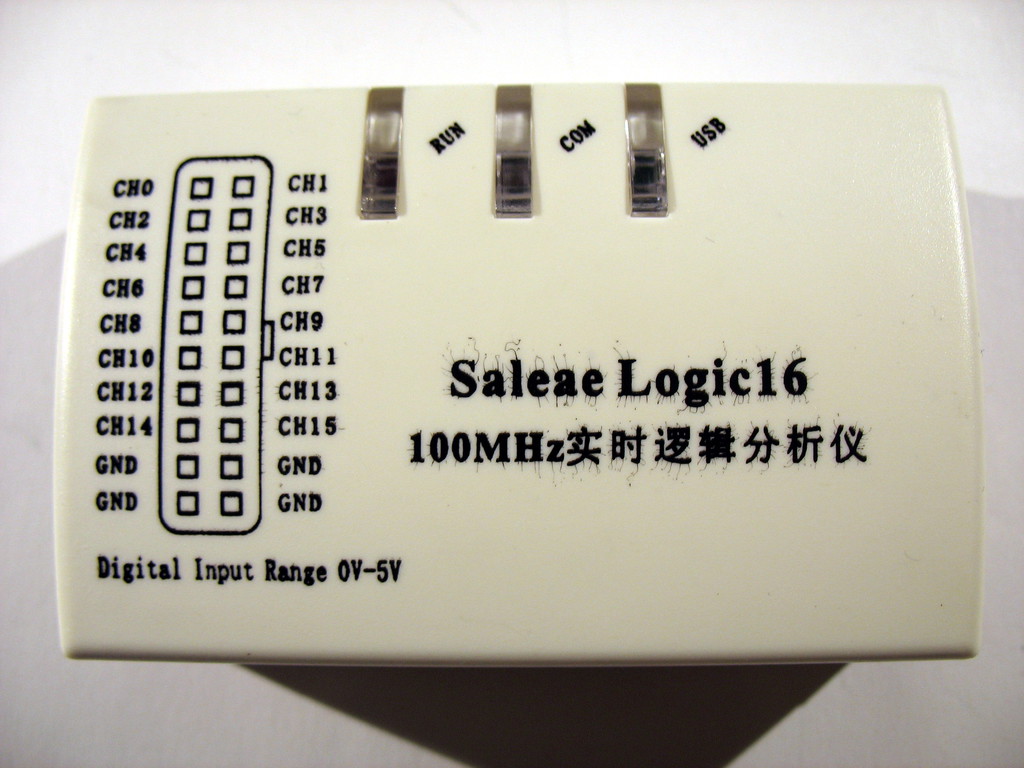 RUN COM USB
CH0 CH1
CH2 CH3
CH4 CH5
CH6 CH7
CH8 CH9
CH10 CH11
CH12 CH13
CH14 CH15
GND GND
GND GND
Saleae Logic16
100MHz实时逻辑分析仪
Digital Input Range 0V-5V